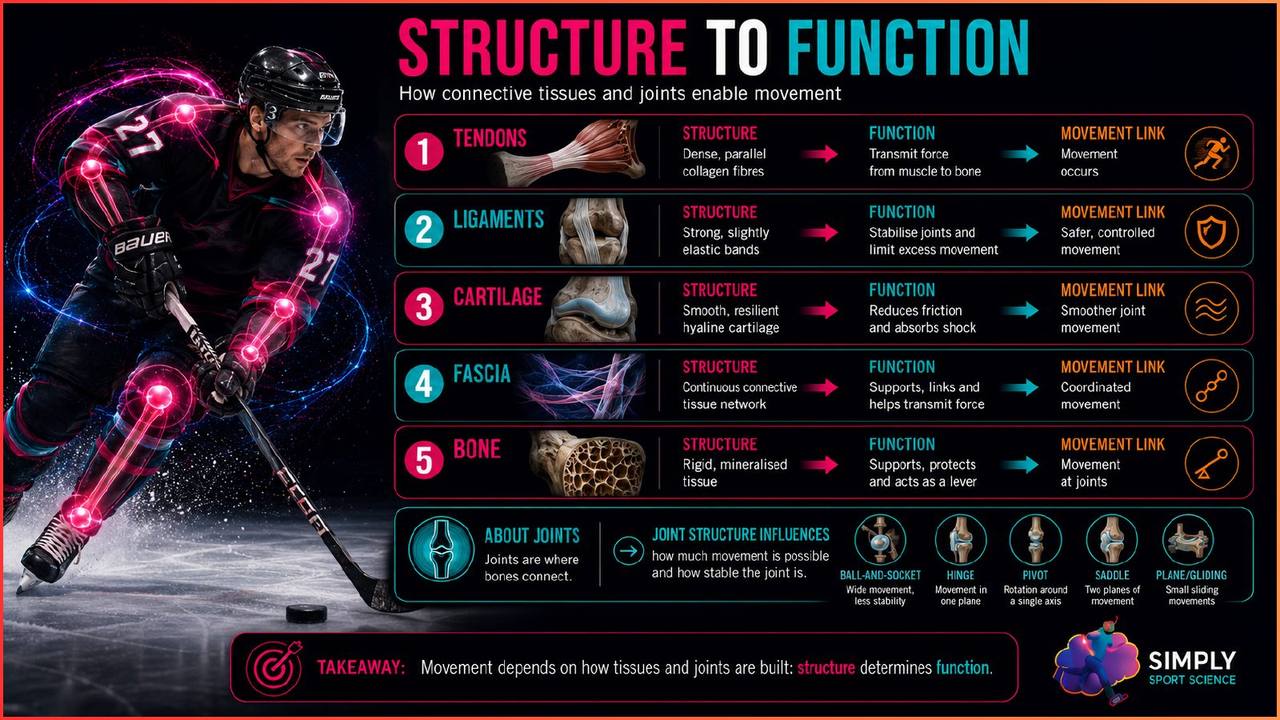 STRUCTURE TO FUNCTION
How connective tissues and joints enable movement
27
BAUER
27
1
TENDONS
STRUCTURE
Dense, parallel
collagen fibres
FUNCTION
Transmit force
from muscle to bone
MOVEMENT LINK
Movement
occurs
2
LIGAMENTS
STRUCTURE
Strong, slightly
elastic bands
FUNCTION
Stabilise joints and
limit excess movement
MOVEMENT LINK
Safer, controlled
movement
3
CARTILAGE
STRUCTURE
Smooth, resilient
hyaline cartilage
FUNCTION
Reduces friction
and absorbs shock
MOVEMENT LINK
Smoother joint
movement
4
FASCIA
STRUCTURE
Continuous connective
tissue network
FUNCTION
Supports, links and
helps transmit force
MOVEMENT LINK
Coordinated
movement
5
BONE
STRUCTURE
Rigid, mineralised
tissue
FUNCTION
Supports, protects
and acts as a lever
MOVEMENT LINK
Movement
at joints
ABOUT JOINTS
Joints are where
bones connect.
JOINT STRUCTURE INFLUENCES
how much movement is possible
and how stable the joint is.
BALL-AND-SOCKET
Wide movement,
less stability
HINGE
Movement in
one plane
PIVOT
Rotation around
a single axis
SADDLE
Two planes of
movement
PLANE/GLIDING
Small sliding
movements
TAKEAWAY: Movement depends on how tissues and joints are built: structure determines function.
SIMPLY
SPORT SCIENCE